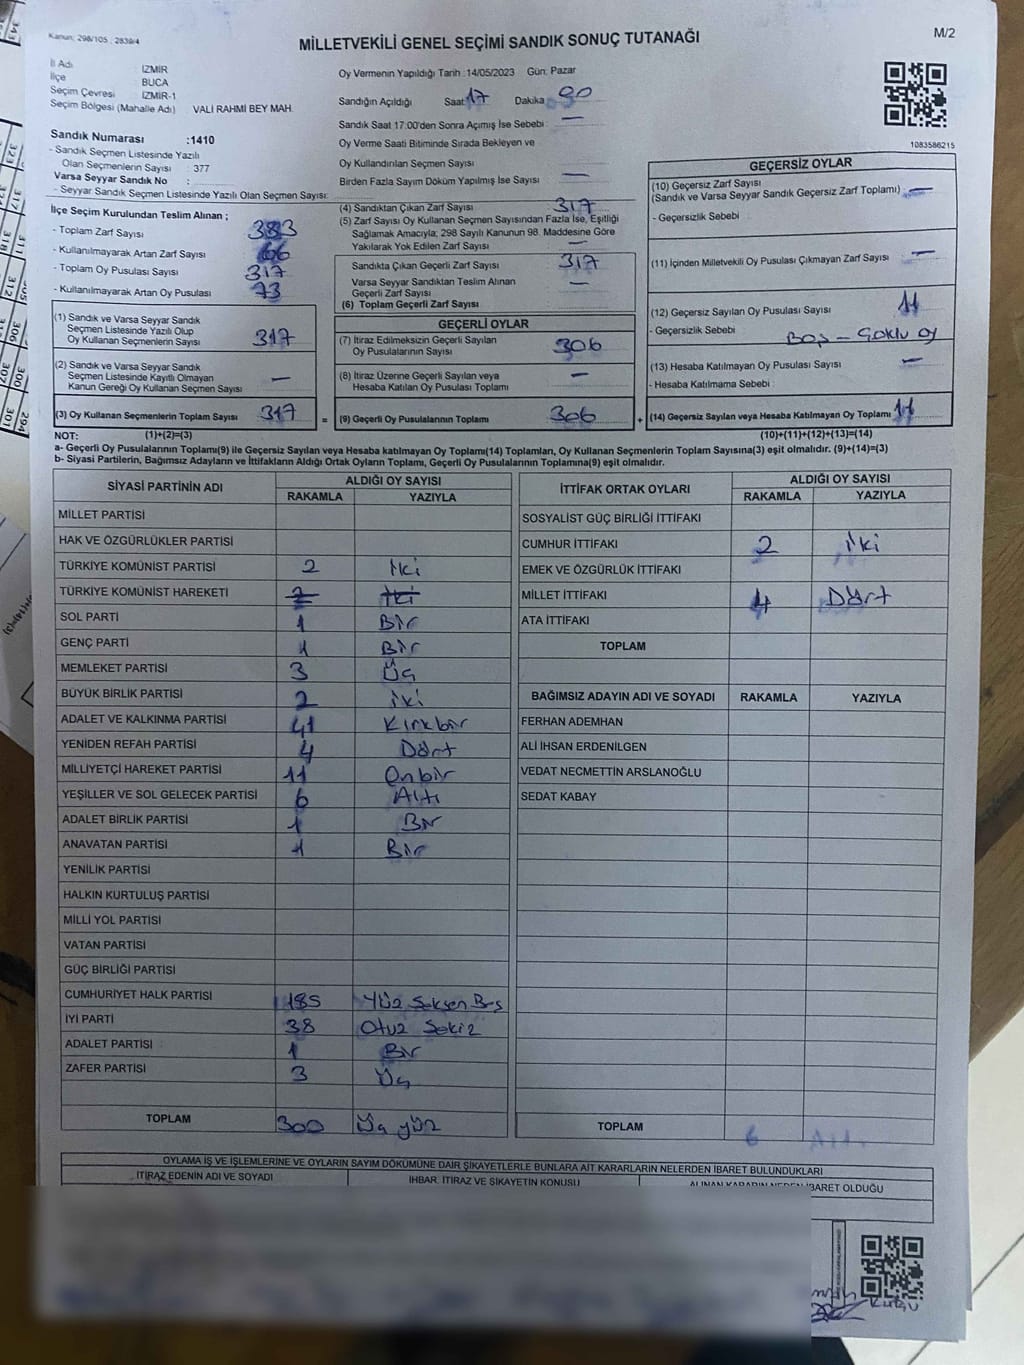 Kanun: 298/105 ; 2839/4
M/2
MİLLETVEKİLİ GENEL SEÇİMİ SANDIK SONUÇ TUTANAĞI
İl Adı : İZMİR
İlçe : BUCA
Seçim Çevresi : İZMİR-1
Seçim Bölgesi (Mahalle Adı) VALİ RAHMİ BEY MAH.
Sandık Numarası :1410
- Sandık Seçmen Listesinde Yazılı
Olan Seçmenlerin Sayısı : 377
Varsa Seyyar Sandık No :
- Seyyar Sandık Seçmen Listesinde Yazılı Olan Seçmen Sayısı:
Oy Vermenin Yapıldığı Tarih :14/05/2023 Gün: Pazar
Sandığın Açıldığı Saat 17 Dakika
Sandık Saat 17:00'den Sonra Açımış İse Sebebi : —
Oy Verme Saati Bitiminde Sırada Bekleyen ve
Oy Kullandırılan Seçmen Sayısı
Birden Fazla Sayım Döküm Yapılmış İse Sayısı —
1083586215
İlçe Seçim Kurulundan Teslim Alınan ;
- Toplam Zarf Sayısı 383
- Kullanılmayarak Artan Zarf Sayısı 66
- Toplam Oy Pusulası Sayısı 317
- Kullanılmayarak Artan Oy Pusulası 73
(1) Sandık ve Varsa Seyyar Sandık
Seçmen Listesinde Yazılı Olup
Oy Kullanan Seçmenlerin Sayısı 317
(2) Sandık ve Varsa Seyyar Sandık
Seçmen Listesinde Kayıtlı Olmayan
Kanun Gereği Oy Kullanan Seçmen Sayısı —
(3) Oy Kullanan Seçmenlerin Toplam Sayısı 317
(4) Sandıktan Çıkan Zarf Sayısı 317
(5) Zarf Sayısı Oy Kullanan Seçmen Sayısından Fazla İse, Eşitliği
Sağlamak Amacıyla; 298 Sayılı Kanunun 98. Maddesine Göre
Yakılarak Yok Edilen Zarf Sayısı —
Sandıkta Çıkan Geçerli Zarf Sayısı 317
Varsa Seyyar Sandıktan Teslim Alınan
Geçerli Zarf Sayısı —
(6) Toplam Geçerli Zarf Sayısı
GEÇERLİ OYLAR
(7) İtiraz Edilmeksizin Geçerli Sayılan
Oy Pusulalarının Sayısı 306
(8) İtiraz Üzerine Geçerli Sayılan veya
Hesaba Katılan Oy Pusulası Toplamı —
= (9) Geçerli Oy Pusulalarının Toplamı 306
GEÇERSİZ OYLAR
(10) Geçersiz Zarf Sayısı
(Sandık ve Varsa Seyyar Sandık Geçersiz Zarf Toplamı) —
- Geçersizlik Sebebi :
(11) İçinden Milletvekili Oy Pusulası Çıkmayan Zarf Sayısı —
(12) Geçersiz Sayılan Oy Pusulası Sayısı 11
- Geçersizlik Sebebi Boş – Çoklu oy
(13) Hesaba Katılmayan Oy Pusulası Sayısı —
- Hesaba Katılmama Sebebi :
+ (14) Geçersiz Sayılan veya Hesaba Katılmayan Oy Toplamı 11
NOT: (1)+(2)=(3) (10)+(11)+(12)+(13)=(14)
a- Geçerli Oy Pusulalarının Toplamı(9) ile Geçersiz Sayılan veya Hesaba katılmayan Oy Toplamı(14) Toplamları, Oy Kullanan Seçmenlerin Toplam Sayısına(3) eşit olmalıdır. (9)+(14)=(3)
b- Siyasi Partilerin, Bağımsız Adayların ve İttifakların Aldığı Ortak Oyların Toplamı, Geçerli Oy Pusulalarının Toplamına(9) eşit olmalıdır.
SİYASİ PARTİNİN ADI ALDIĞI OY SAYISI
RAKAMLA YAZIYLA
MİLLET PARTİSİ
HAK VE ÖZGÜRLÜKLER PARTİSİ
TÜRKİYE KOMÜNİST PARTİSİ 2 İki
TÜRKİYE KOMÜNİST HAREKETİ 2 İki
SOL PARTİ 1 Bir
GENÇ PARTİ 1 Bir
MEMLEKET PARTİSİ 3 Üç
BÜYÜK BİRLİK PARTİSİ 2 iki
ADALET VE KALKINMA PARTİSİ 41 Kırkbir
YENİDEN REFAH PARTİSİ 4 Dört
MİLLİYETÇİ HAREKET PARTİSİ 11 Onbir
YEŞİLLER VE SOL GELECEK PARTİSİ 6 Altı
ADALET BİRLİK PARTİSİ 1 Bir
ANAVATAN PARTİSİ 1 Bir
YENİLİK PARTİSİ
HALKIN KURTULUŞ PARTİSİ
MİLLİ YOL PARTİSİ
VATAN PARTİSİ
GÜÇ BİRLİĞİ PARTİSİ
CUMHURİYET HALK PARTİSİ 185 Yüz Seksen Beş
İYİ PARTİ 38 Otuz Sekiz
ADALET PARTİSİ 1 Bir
ZAFER PARTİSİ 3 Üç
TOPLAM 300 Üç yüz
İTTİFAK ORTAK OYLARI ALDIĞI OY SAYISI
RAKAMLA YAZIYLA
SOSYALİST GÜÇ BİRLİĞİ İTTİFAKI
CUMHUR İTTİFAKI 2 İki
EMEK VE ÖZGÜRLÜK İTTİFAKI
MİLLET İTTİFAKI 4 Dört
ATA İTTİFAKI
TOPLAM
BAĞIMSIZ ADAYIN ADI VE SOYADI RAKAMLA YAZIYLA
FERHAN ADEMHAN
ALİ İHSAN ERDENİLGEN
VEDAT NECMETTİN ARSLANOĞLU
SEDAT KABAY
TOPLAM 6 Altı
OYLAMA İŞ VE İŞLEMLERİNE VE OYLARIN SAYIM DÖKÜMÜNE DAİR ŞİKAYETLERLE BUNLARA AİT KARARLARIN NELERDEN İBARET BULUNDUKLARI
İTİRAZ EDENİN ADI VE SOYADI İHBAR, İTİRAZ VE ŞİKAYETİN KONUSU ALINAN KARARIN NEDEN İBARET OLDUĞU